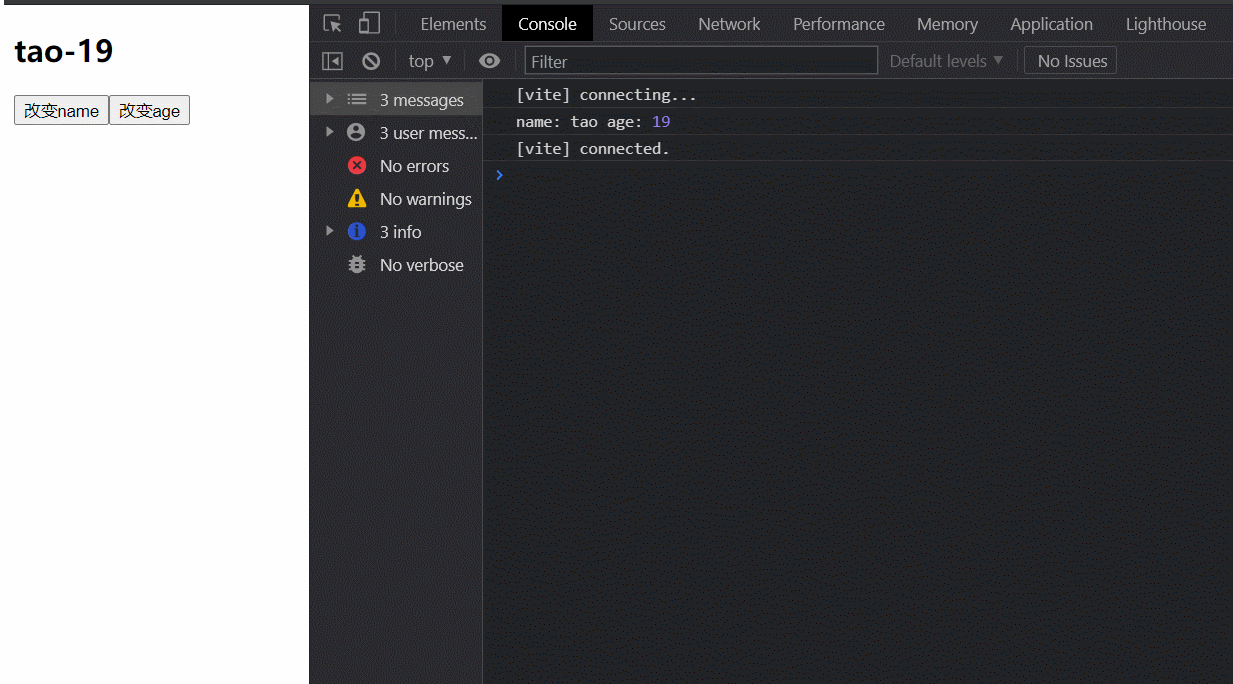 tao-19
改变name 改变age
Elements Console Sources Network Performance Memory Application Lighthouse
top ▼ Filter Default levels ▼ No Issues
3 messages
3 user mess...
No errors
No warnings
3 info
No verbose
[vite] connecting...
name: tao age: 19
[vite] connected.